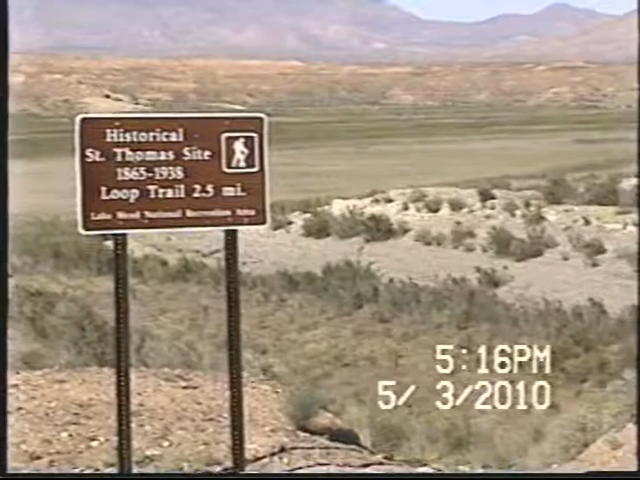 Historical
St. Thomas Site
1865-1938
Loop Trail 2.5 mi.
Lake Mead National Recreation Area
5:16PM
5/ 3/2010